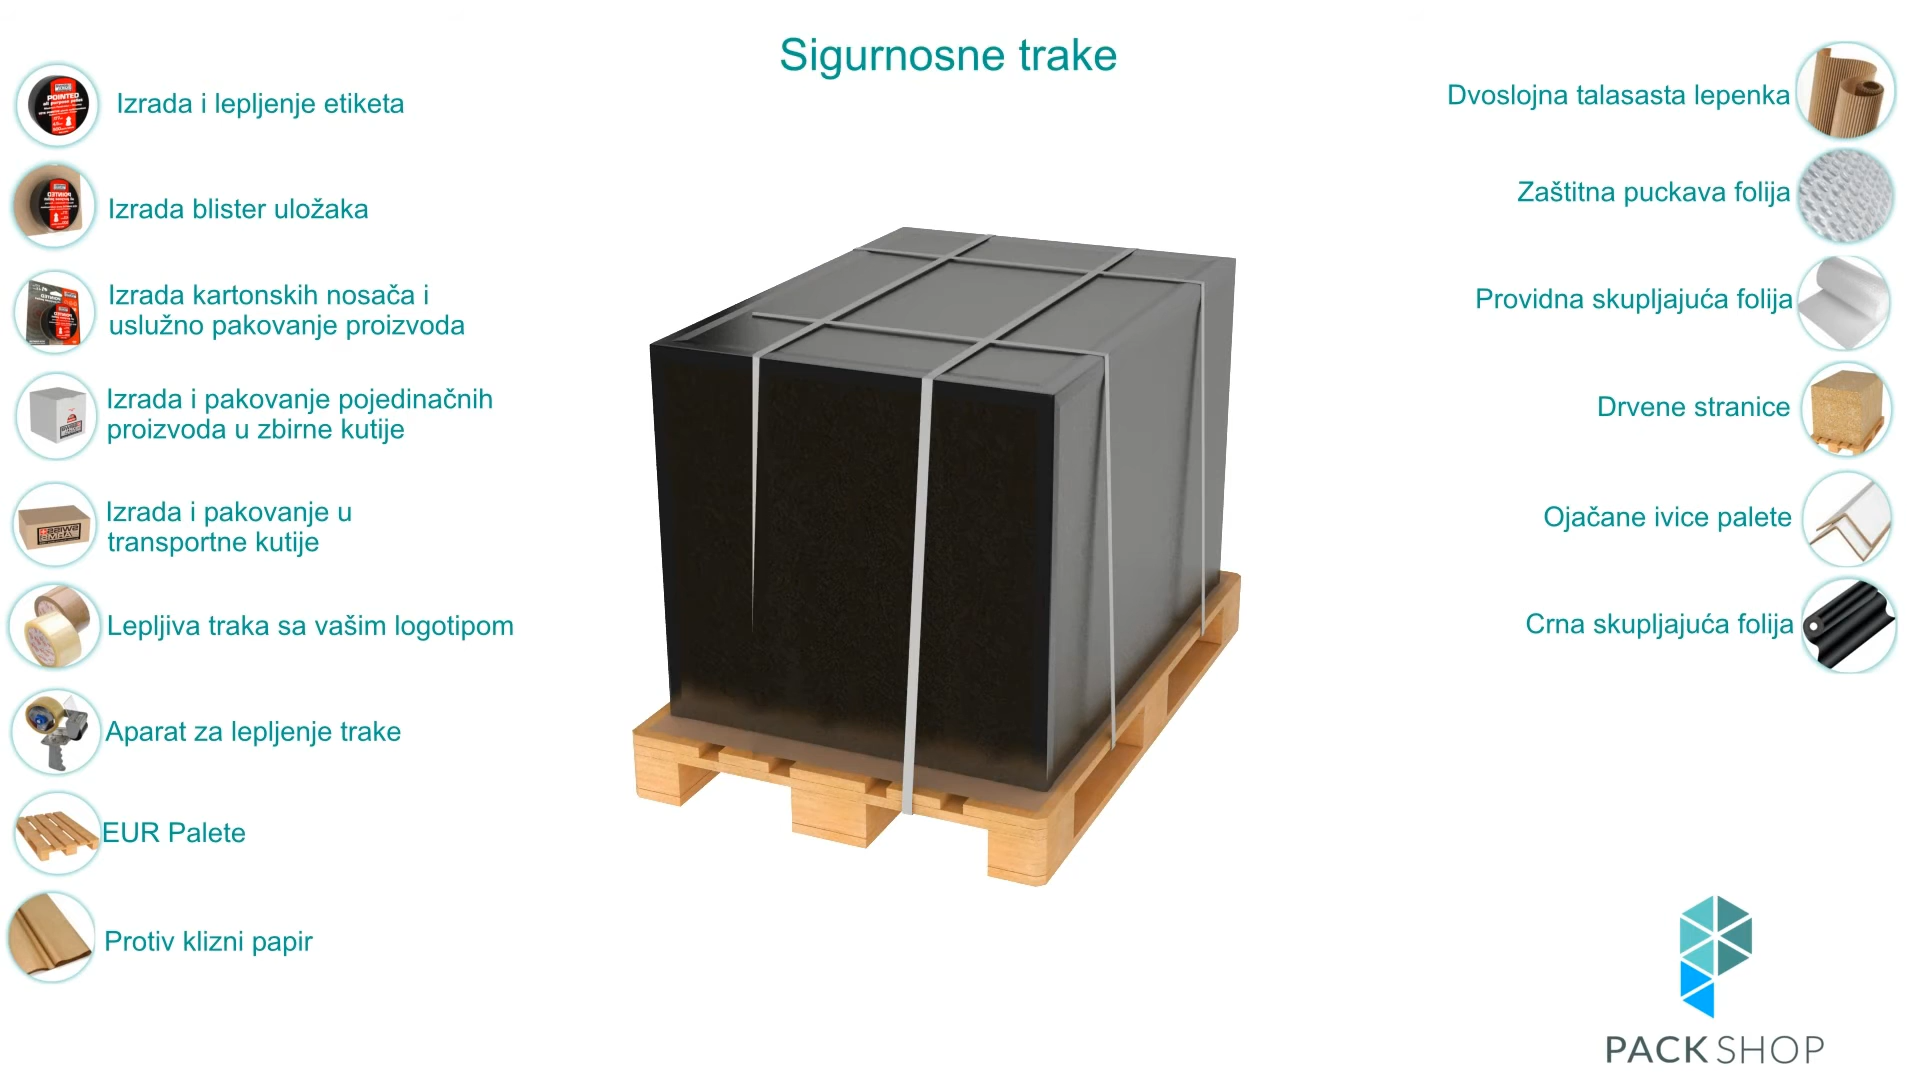 Sigurnosne trake
Izrada i lepljenje etiketa
Izrada blister uložaka
Izrada kartonskih nosača i
uslužno pakovanje proizvoda
Izrada i pakovanje pojedinačnih
proizvoda u zbirne kutije
Izrada i pakovanje u
transportne kutije
Lepljiva traka sa vašim logotipom
Aparat za lepljenje trake
EUR Palete
Protiv klizni papir
Dvoslojna talasasta lepenka
Zaštitna puckava folija
Providna skupljajuća folija
Drvene stranice
Ojačane ivice palete
Crna skupljajuća folija
POINTED
PACK SHOP